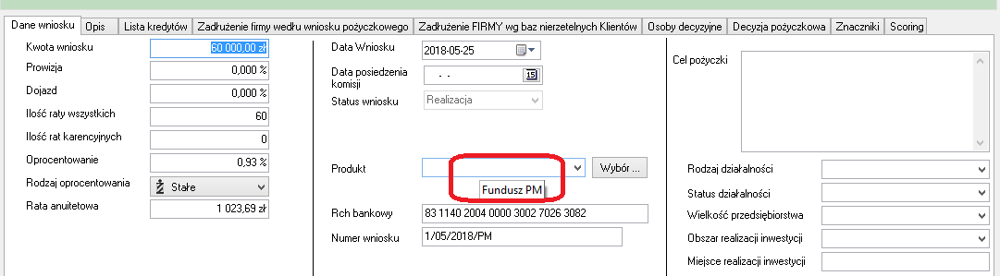 Dane wniosku Opis Lista kredytów Zadłużenie firmy wedłu wniosku pożyczkowego Zadłużenie FIRMY wg baz nierzetelnych Klientów Osoby decyzyjne Decyzja pożyczkowa Znaczniki Scoring
Kwota wniosku 60 000,00 zł
Prowizja 0,000 %
Dojazd 0,000 %
Ilość raty wszystkich 60
Ilość rat karencyjnych 0
Oprocentowanie 0,93 %
Rodzaj oprocentowania Stałe
Rata anuitetowa 1 023,69 zł
Data Wniosku 2018-05-25
Data posiedzenia
komisji - - 15
Status wniosku Realizacja
Produkt Wybór ...
Fundusz PM
Rch bankowy 83 1140 2004 0000 3002 7026 3082
Numer wniosku 1/05/2018/PM
Cel pożyczki
Rodzaj działalności
Status działalności
Wielkość przedsiębiorstwa
Obszar realizacji inwestycji
Miejsce realizacji inwestycji